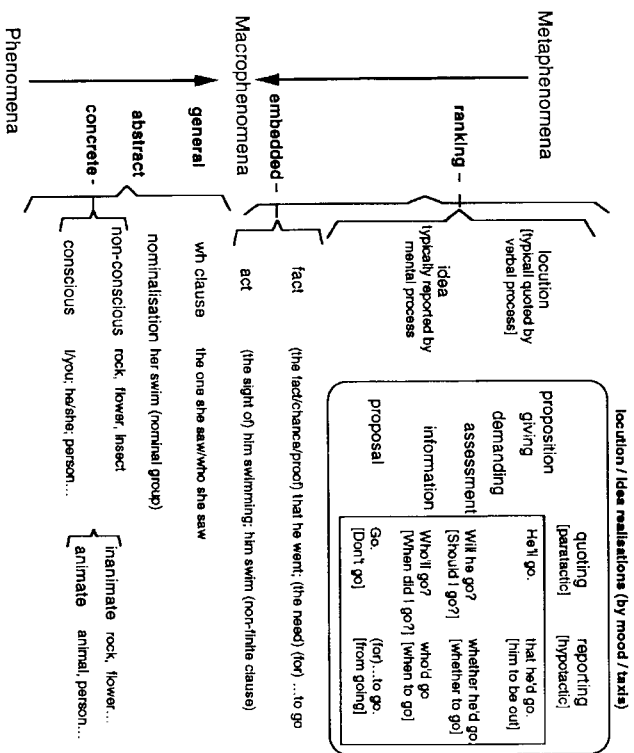 locution / idea realisations (by mood / taxis)
quoting
[paratactic]
reporting
[hypotactic]
proposition
giving
He'll go.
that he'd go.
[him to be out]
demanding
assessment
Will he go?
[Should I go?]
whether he'd go
[whether to go]
information
Who'll go?
[When did I go?]
who'd go
[when to go]
proposal
Go.
[Don't go]
(for)...to go.
[from going]
Metaphenomena
ranking -
locution
[typicall quoted by
verbal process]
idea
typically reported by
mental process
embedded -
fact
(the fact/chance/proof) that he went; (the need) (for) ...to go
act
(the sight of) him swimming; him swim (non-finite clause)
Macrophenomena
general
wh clause
the one she saw/who she saw
abstract
nominalisation
her swim (nominal group)
concrete -
non-conscious
rock, flower, insect
conscious
I/you; he/she; person...
inanimate
rock, flower...
animate
animal, person...
Phenomena